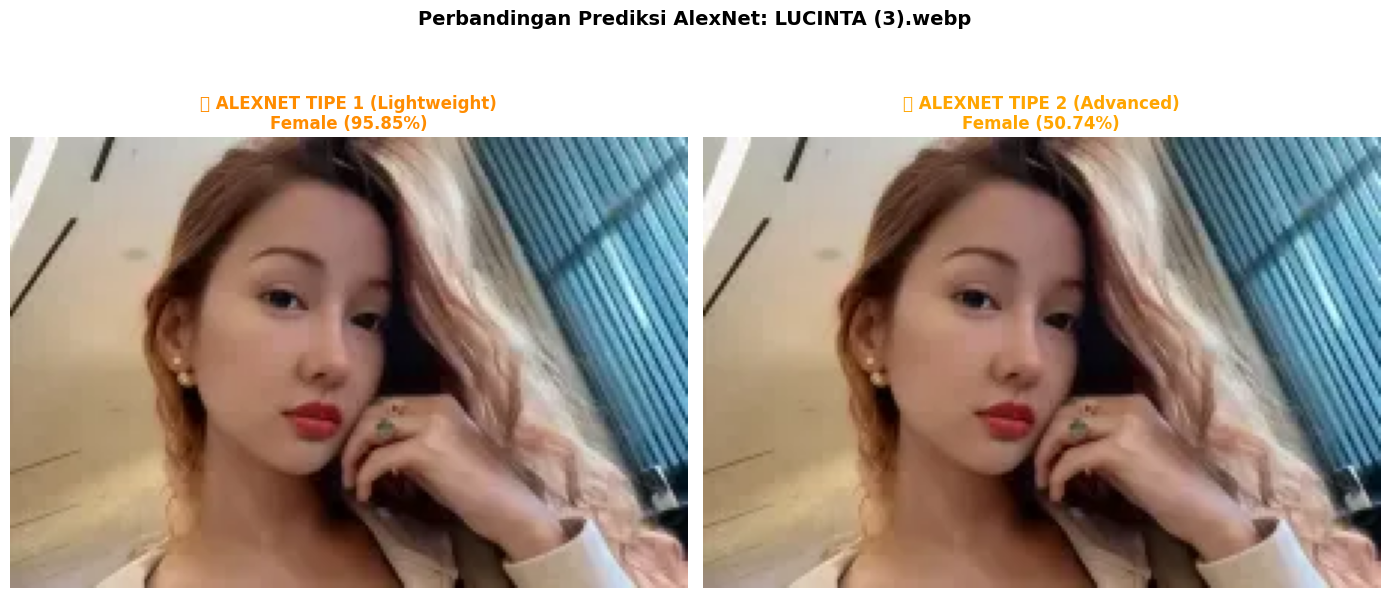 Perbandingan Prediksi AlexNet: LUCINTA (3).webp
ALEXNET TIPE 1 (Lightweight)
Female (95.85%)
ALEXNET TIPE 2 (Advanced)
Female (50.74%)